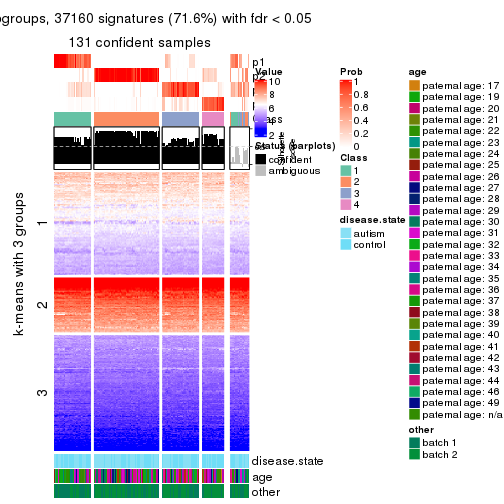 ogroups, 37160 signatures (71.6%) with fdr < 0.05
131 confident samples
p1
p2
Value
10
8
6
4
2
Status (barplots)
confident
ambiguous
Prob
1
0.8
0.6
0.4
0.2
0
Class
1
2
3
4
disease.state
autism
control
age
paternal age: 17
paternal age: 19
paternal age: 20
paternal age: 21
paternal age: 22
paternal age: 23
paternal age: 24
paternal age: 25
paternal age: 26
paternal age: 27
paternal age: 28
paternal age: 29
paternal age: 30
paternal age: 31
paternal age: 32
paternal age: 33
paternal age: 34
paternal age: 35
paternal age: 36
paternal age: 37
paternal age: 38
paternal age: 39
paternal age: 40
paternal age: 41
paternal age: 42
paternal age: 43
paternal age: 44
paternal age: 46
paternal age: 49
paternal age: n/a
other
batch 1
batch 2
k-means with 3 groups
1
2
3
disease.state
age
other